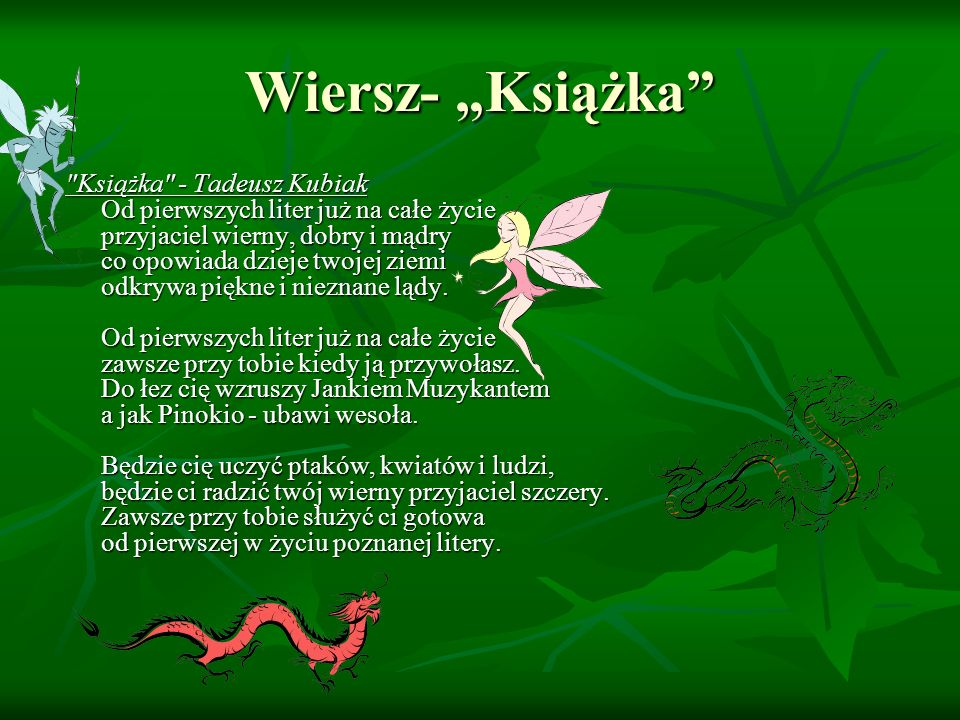 Wiersz- „Książka”
"Książka" - Tadeusz Kubiak
Od pierwszych liter już na całe życie
przyjaciel wierny, dobry i mądry
co opowiada dzieje twojej ziemi
odkrywa piękne i nieznane lądy.
Od pierwszych liter już na całe życie
zawsze przy tobie kiedy ją przywołasz.
Do łez cię wzruszy Jankiem Muzykantem
a jak Pinokio - ubawi wesoła.
Będzie cię uczyć ptaków, kwiatów i ludzi,
będzie ci radzić twój wierny przyjaciel szczery.
Zawsze przy tobie służyć ci gotowa
od pierwszej w życiu poznanej litery.